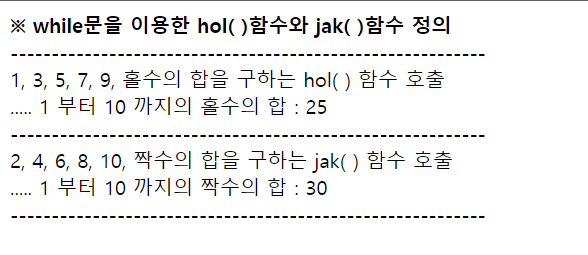 ※ while문을 이용한 hol( )함수와 jak( )함수 정의
----------------------------------------------------------
1, 3, 5, 7, 9, 홀수의 합을 구하는 hol( ) 함수 호출
..... 1 부터 10 까지의 홀수의 합 : 25
----------------------------------------------------------
2, 4, 6, 8, 10, 짝수의 합을 구하는 jak( ) 함수 호출
..... 1 부터 10 까지의 짝수의 합 : 30
----------------------------------------------------------